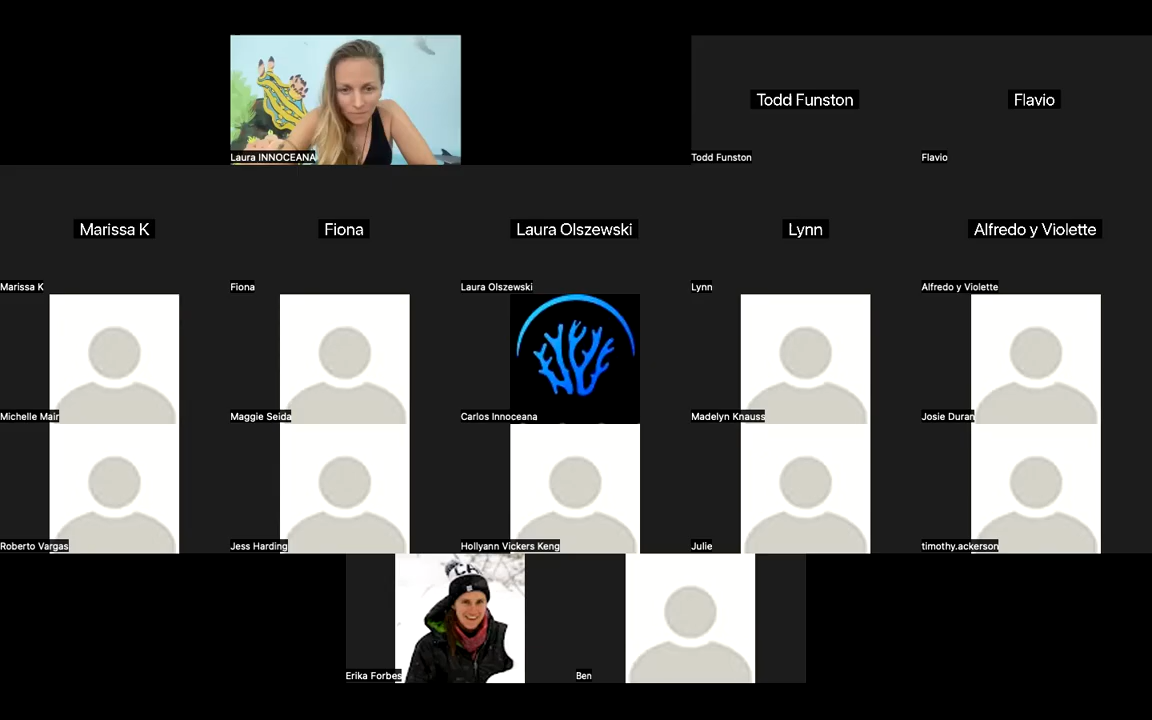 Todd Funston
Flavio
Laura INNOCEANA
Todd Funston
Flavio
Marissa K
Fiona
Laura Olszewski
Lynn
Alfredo y Violette
Marissa K
Fiona
Laura Olszewski
Lynn
Alfredo y Violette
Michelle Mair
Maggie Seida
Carlos Innoceana
Madelyn Knauss
Josie Duran
Roberto Vargas
Jess Harding
Hollyann Vickers Keng
Julie
timothy.ackerson
CA
Erika Forbes
Ben